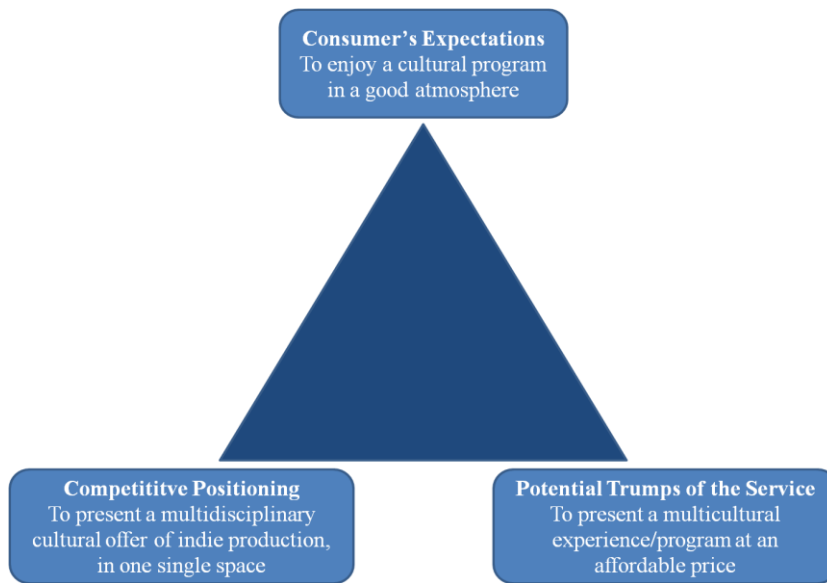 Consumer's Expectations
To enjoy a cultural program
in a good atmosphere
Competititve Positioning
To present a multidisciplinary
cultural offer of indie production,
in one single space
Potential Trumps of the Service
To present a multicultural
experience/program at an
affordable price